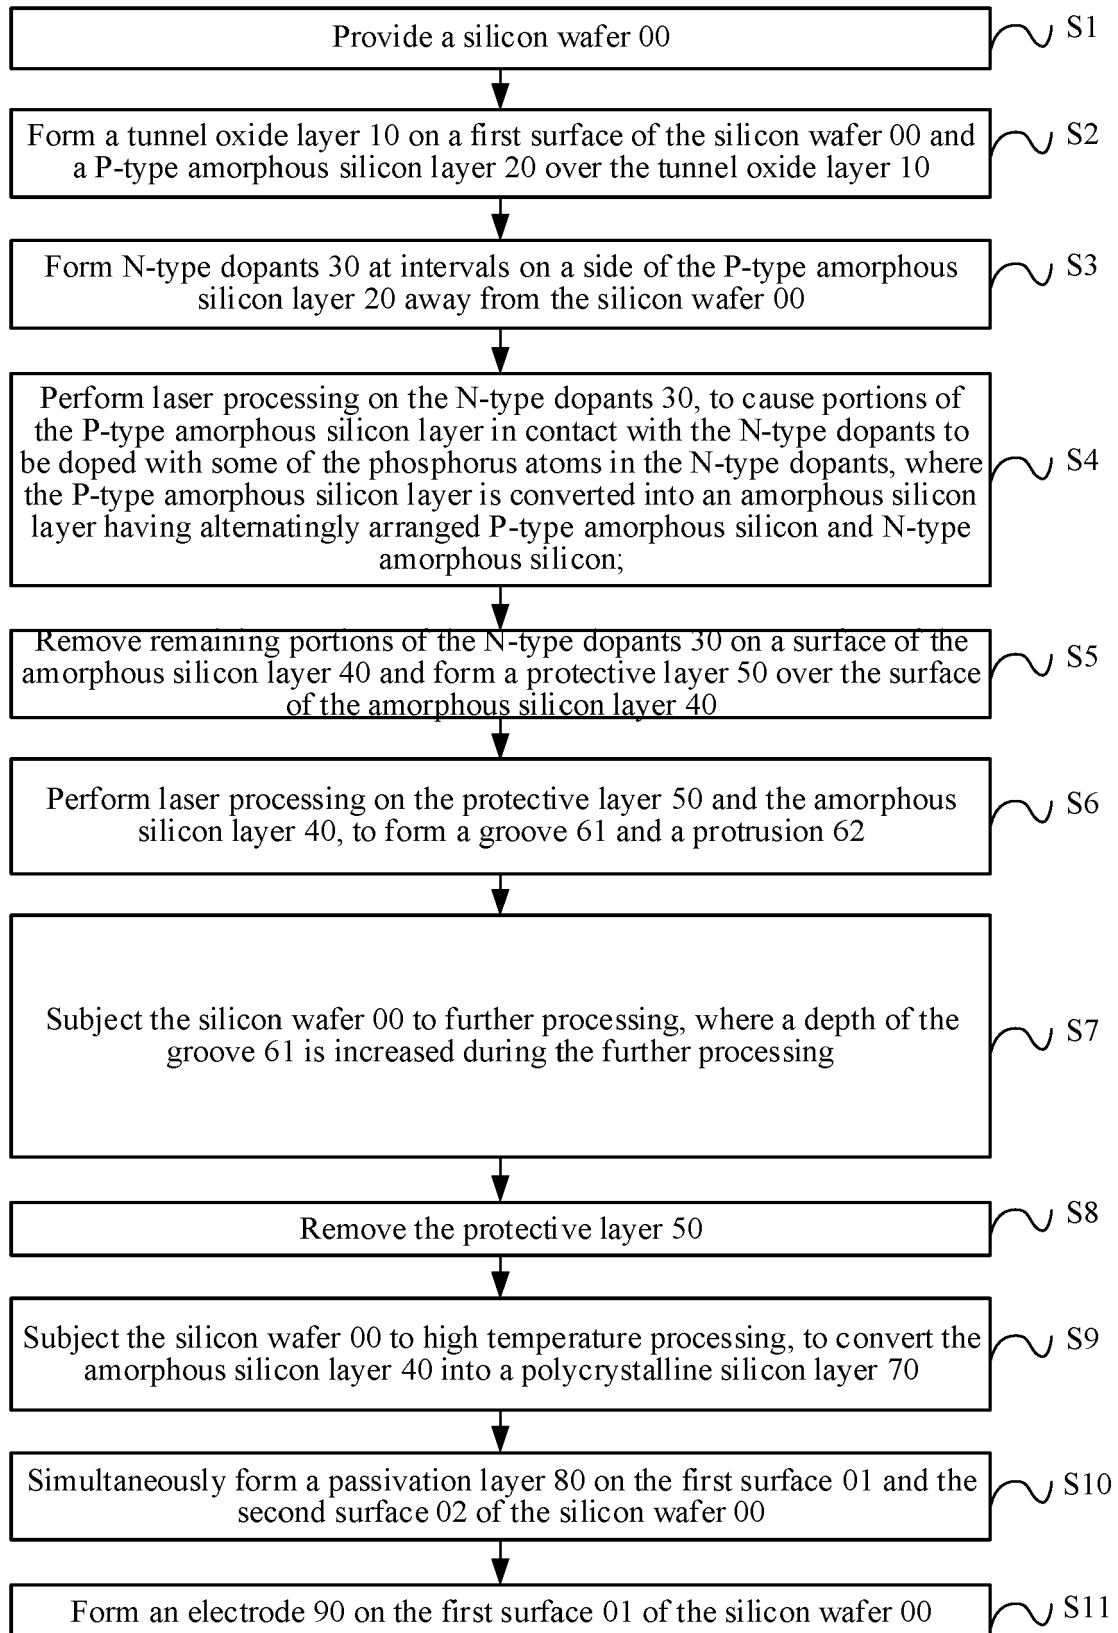 Provide a silicon wafer 00
S1
Form a tunnel oxide layer 10 on a first surface of the silicon wafer 00 and
a P-type amorphous silicon layer 20 over the tunnel oxide layer 10
S2
Form N-type dopants 30 at intervals on a side of the P-type amorphous
silicon layer 20 away from the silicon wafer 00
S3
Perform laser processing on the N-type dopants 30, to cause portions of
the P-type amorphous silicon layer in contact with the N-type dopants to
be doped with some of the phosphorus atoms in the N-type dopants, where
the P-type amorphous silicon layer is converted into an amorphous silicon
layer having alternatingly arranged P-type amorphous silicon and N-type
amorphous silicon;
S4
Remove remaining portions of the N-type dopants 30 on a surface of the
amorphous silicon layer 40 and form a protective layer 50 over the surface
of the amorphous silicon layer 40
S5
Perform laser processing on the protective layer 50 and the amorphous
silicon layer 40, to form a groove 61 and a protrusion 62
S6
Subject the silicon wafer 00 to further processing, where a depth of the
groove 61 is increased during the further processing
S7
Remove the protective layer 50
S8
Subject the silicon wafer 00 to high temperature processing, to convert the
amorphous silicon layer 40 into a polycrystalline silicon layer 70
S9
Simultaneously form a passivation layer 80 on the first surface 01 and the
second surface 02 of the silicon wafer 00
S10
Form an electrode 90 on the first surface 01 of the silicon wafer 00
S11